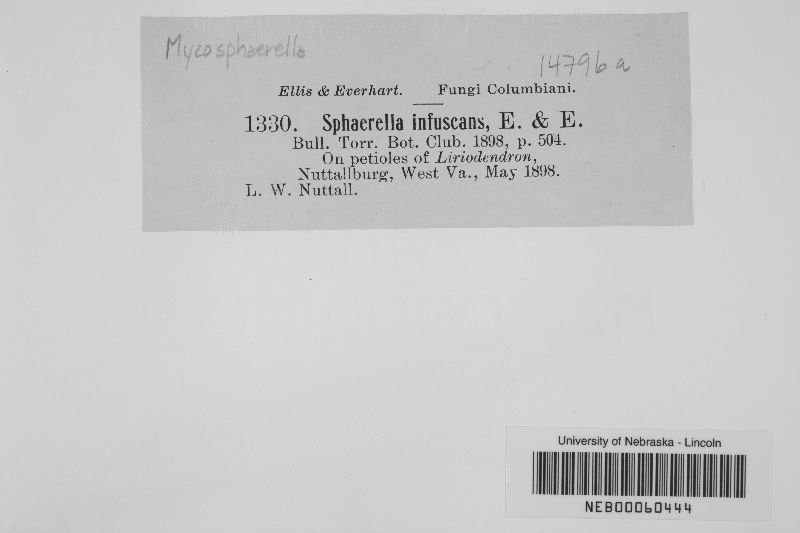 Mycosphaerella
14796 a
Ellis & Everhart. Fungi Columbiani.
1330. Sphaerella infuscans, E. & E.
Bull. Torr. Bot. Club. 1898, p. 504.
On petioles of Liriodendron,
Nuttallburg, West Va., May 1898.
L. W. Nuttall.
University of Nebraska - Lincoln
NEB00060444